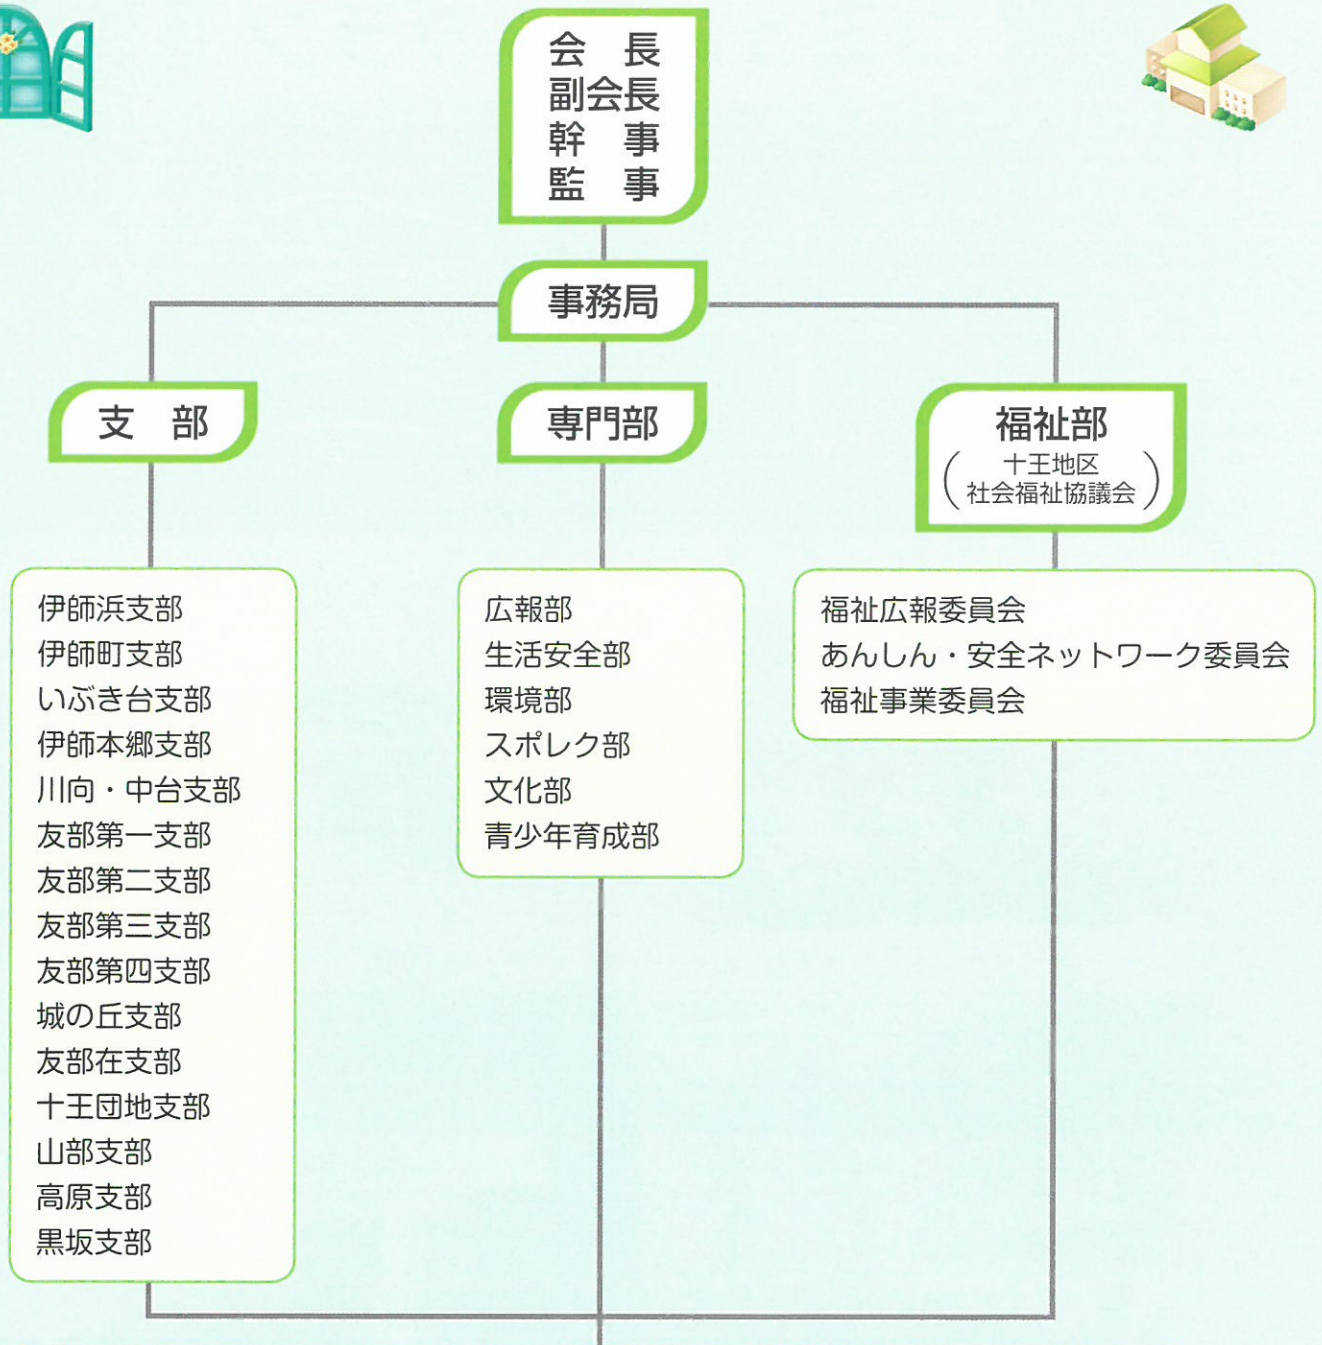 会　長
副会長
幹　事
監　事
事務局
支　部
専門部
福祉部
（十王地区
社会福祉協議会）
伊師浜支部
伊師町支部
いぶき台支部
伊師本郷支部
川向・中台支部
友部第一支部
友部第二支部
友部第三支部
友部第四支部
城の丘支部
友部在支部
十王団地支部
山部支部
高原支部
黒坂支部
広報部
生活安全部
環境部
スポレク部
文化部
青少年育成部
福祉広報委員会
あんしん・安全ネットワーク委員会
福祉事業委員会